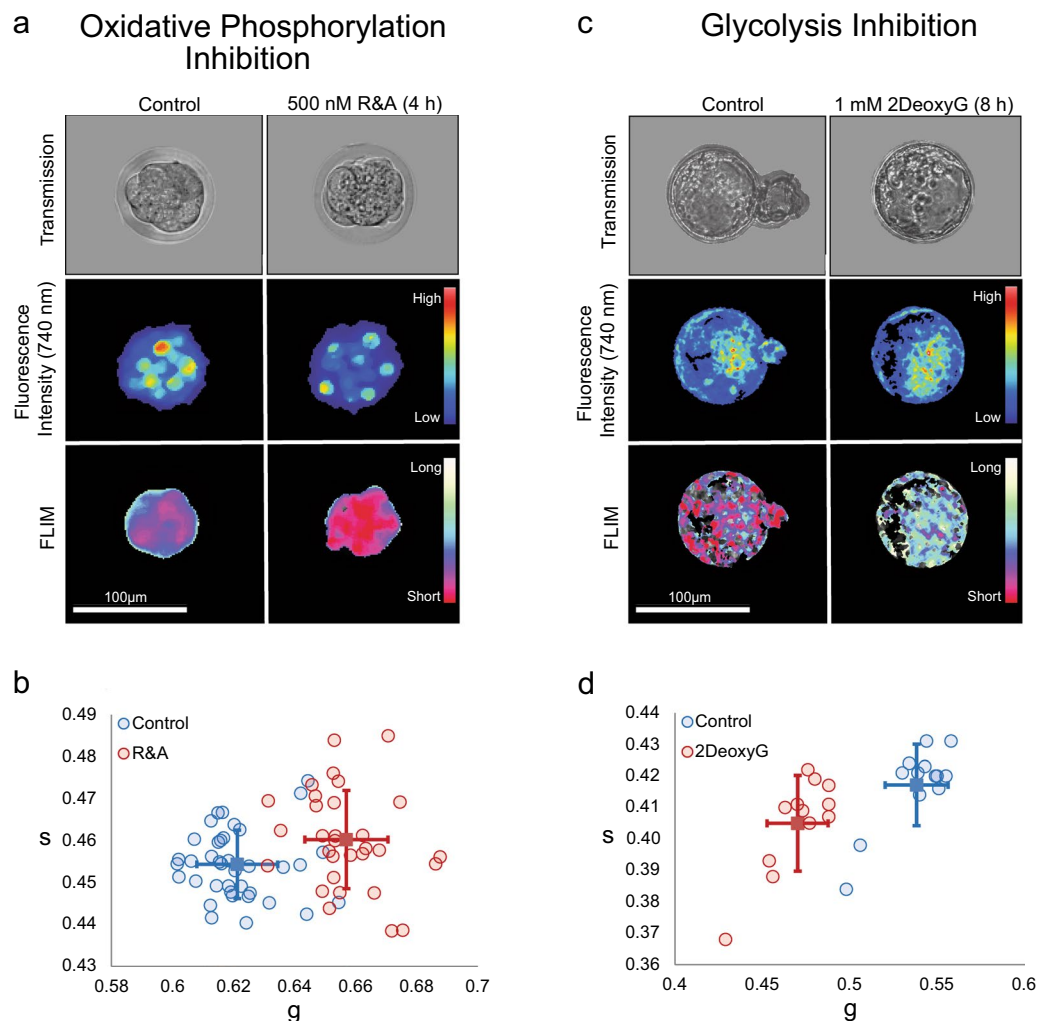 a
Oxidative Phosphorylation
Inhibition
Control
500 nM R&A (4 h)
Transmission
Fluorescence
Intensity (740 nm)
High
Low
FLIM
Long
Short
100μm
c
Glycolysis Inhibition
Control
1 mM 2DeoxyG (8 h)
Transmission
Fluorescence
Intensity (740 nm)
High
Low
FLIM
Long
Short
100μm
b
0.49
0.48
0.47
0.46
0.45
0.44
0.43
s
Control
R&A
0.58
0.6
0.62
0.64
0.66
0.68
0.7
g
d
0.44
0.43
0.42
0.41
0.40
0.39
0.38
0.37
0.36
s
Control
2DeoxyG
0.4
0.45
0.5
0.55
0.6
g